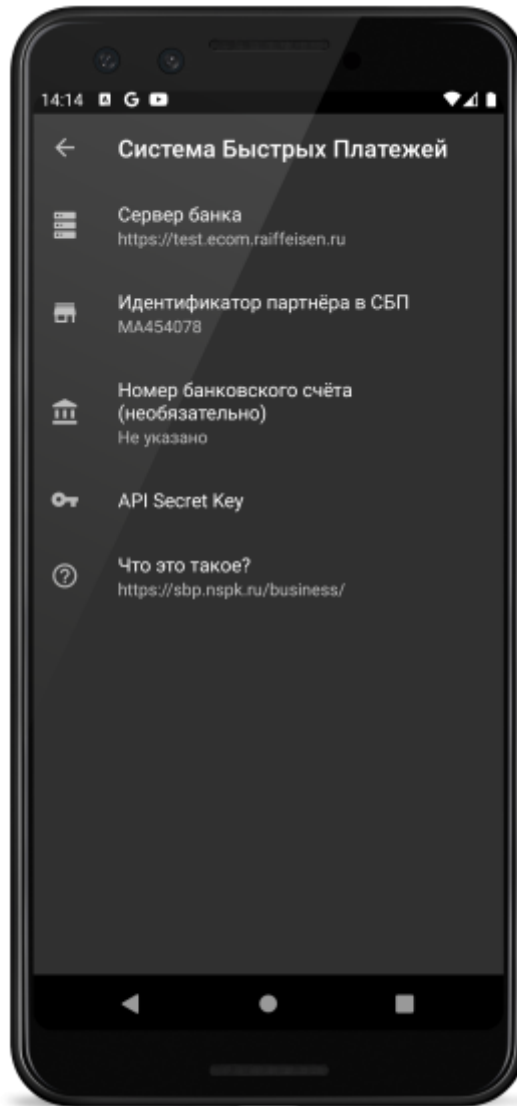 14:14
G
Система Быстрых Платежей
Сервер банка
https://test.ecom.raiffeisen.ru
Идентификатор партнёра в СБП
MA454078
Номер банковского счёта
(необязательно)
Не указано
API Secret Key
Что это такое?
https://sbp.nspk.ru/business/